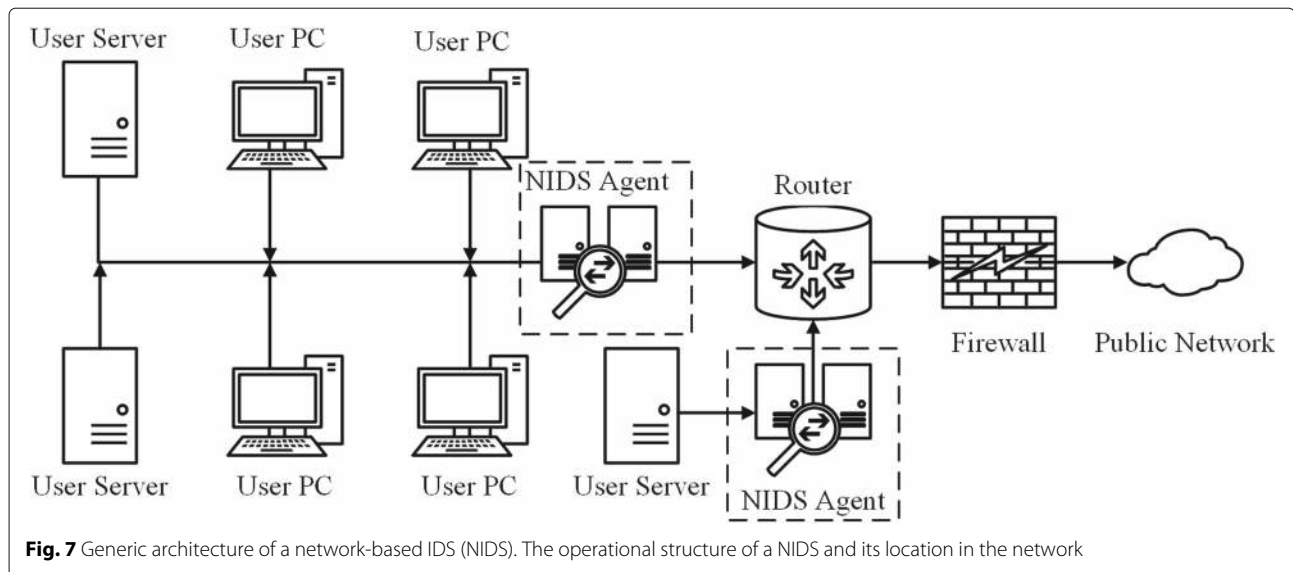 User Server
User PC
User PC
NIDS Agent
Router
Firewall
Public Network
User Server
User PC
User PC
User Server
NIDS Agent
Fig. 7 Generic architecture of a network-based IDS (NIDS). The operational structure of a NIDS and its location in the network